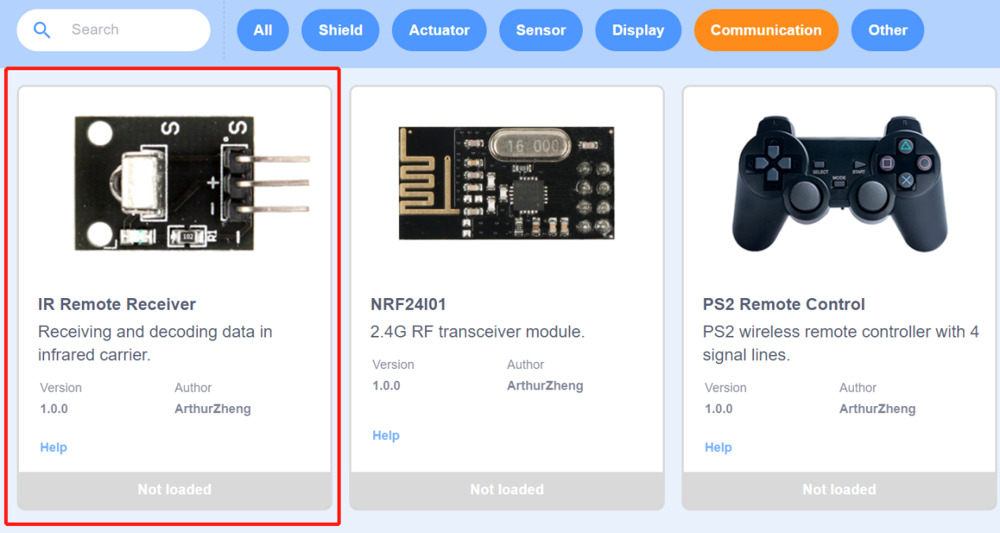 Search
All
Shield
Actuator
Sensor
Display
Communication
Other
S
S
+
−
−
102
R1
IR Remote Receiver
Receiving and decoding data in
infrared carrier.
Version
Author
1.0.0
ArthurZheng
Help
Not loaded
16 000
NRF24l01
2.4G RF transceiver module.
Version
Author
1.0.0
ArthurZheng
Help
Not loaded
L
R
SELECT
START
MODE
PS2 Remote Control
PS2 wireless remote controller with 4
signal lines.
Version
Author
1.0.0
ArthurZheng
Help
Not loaded